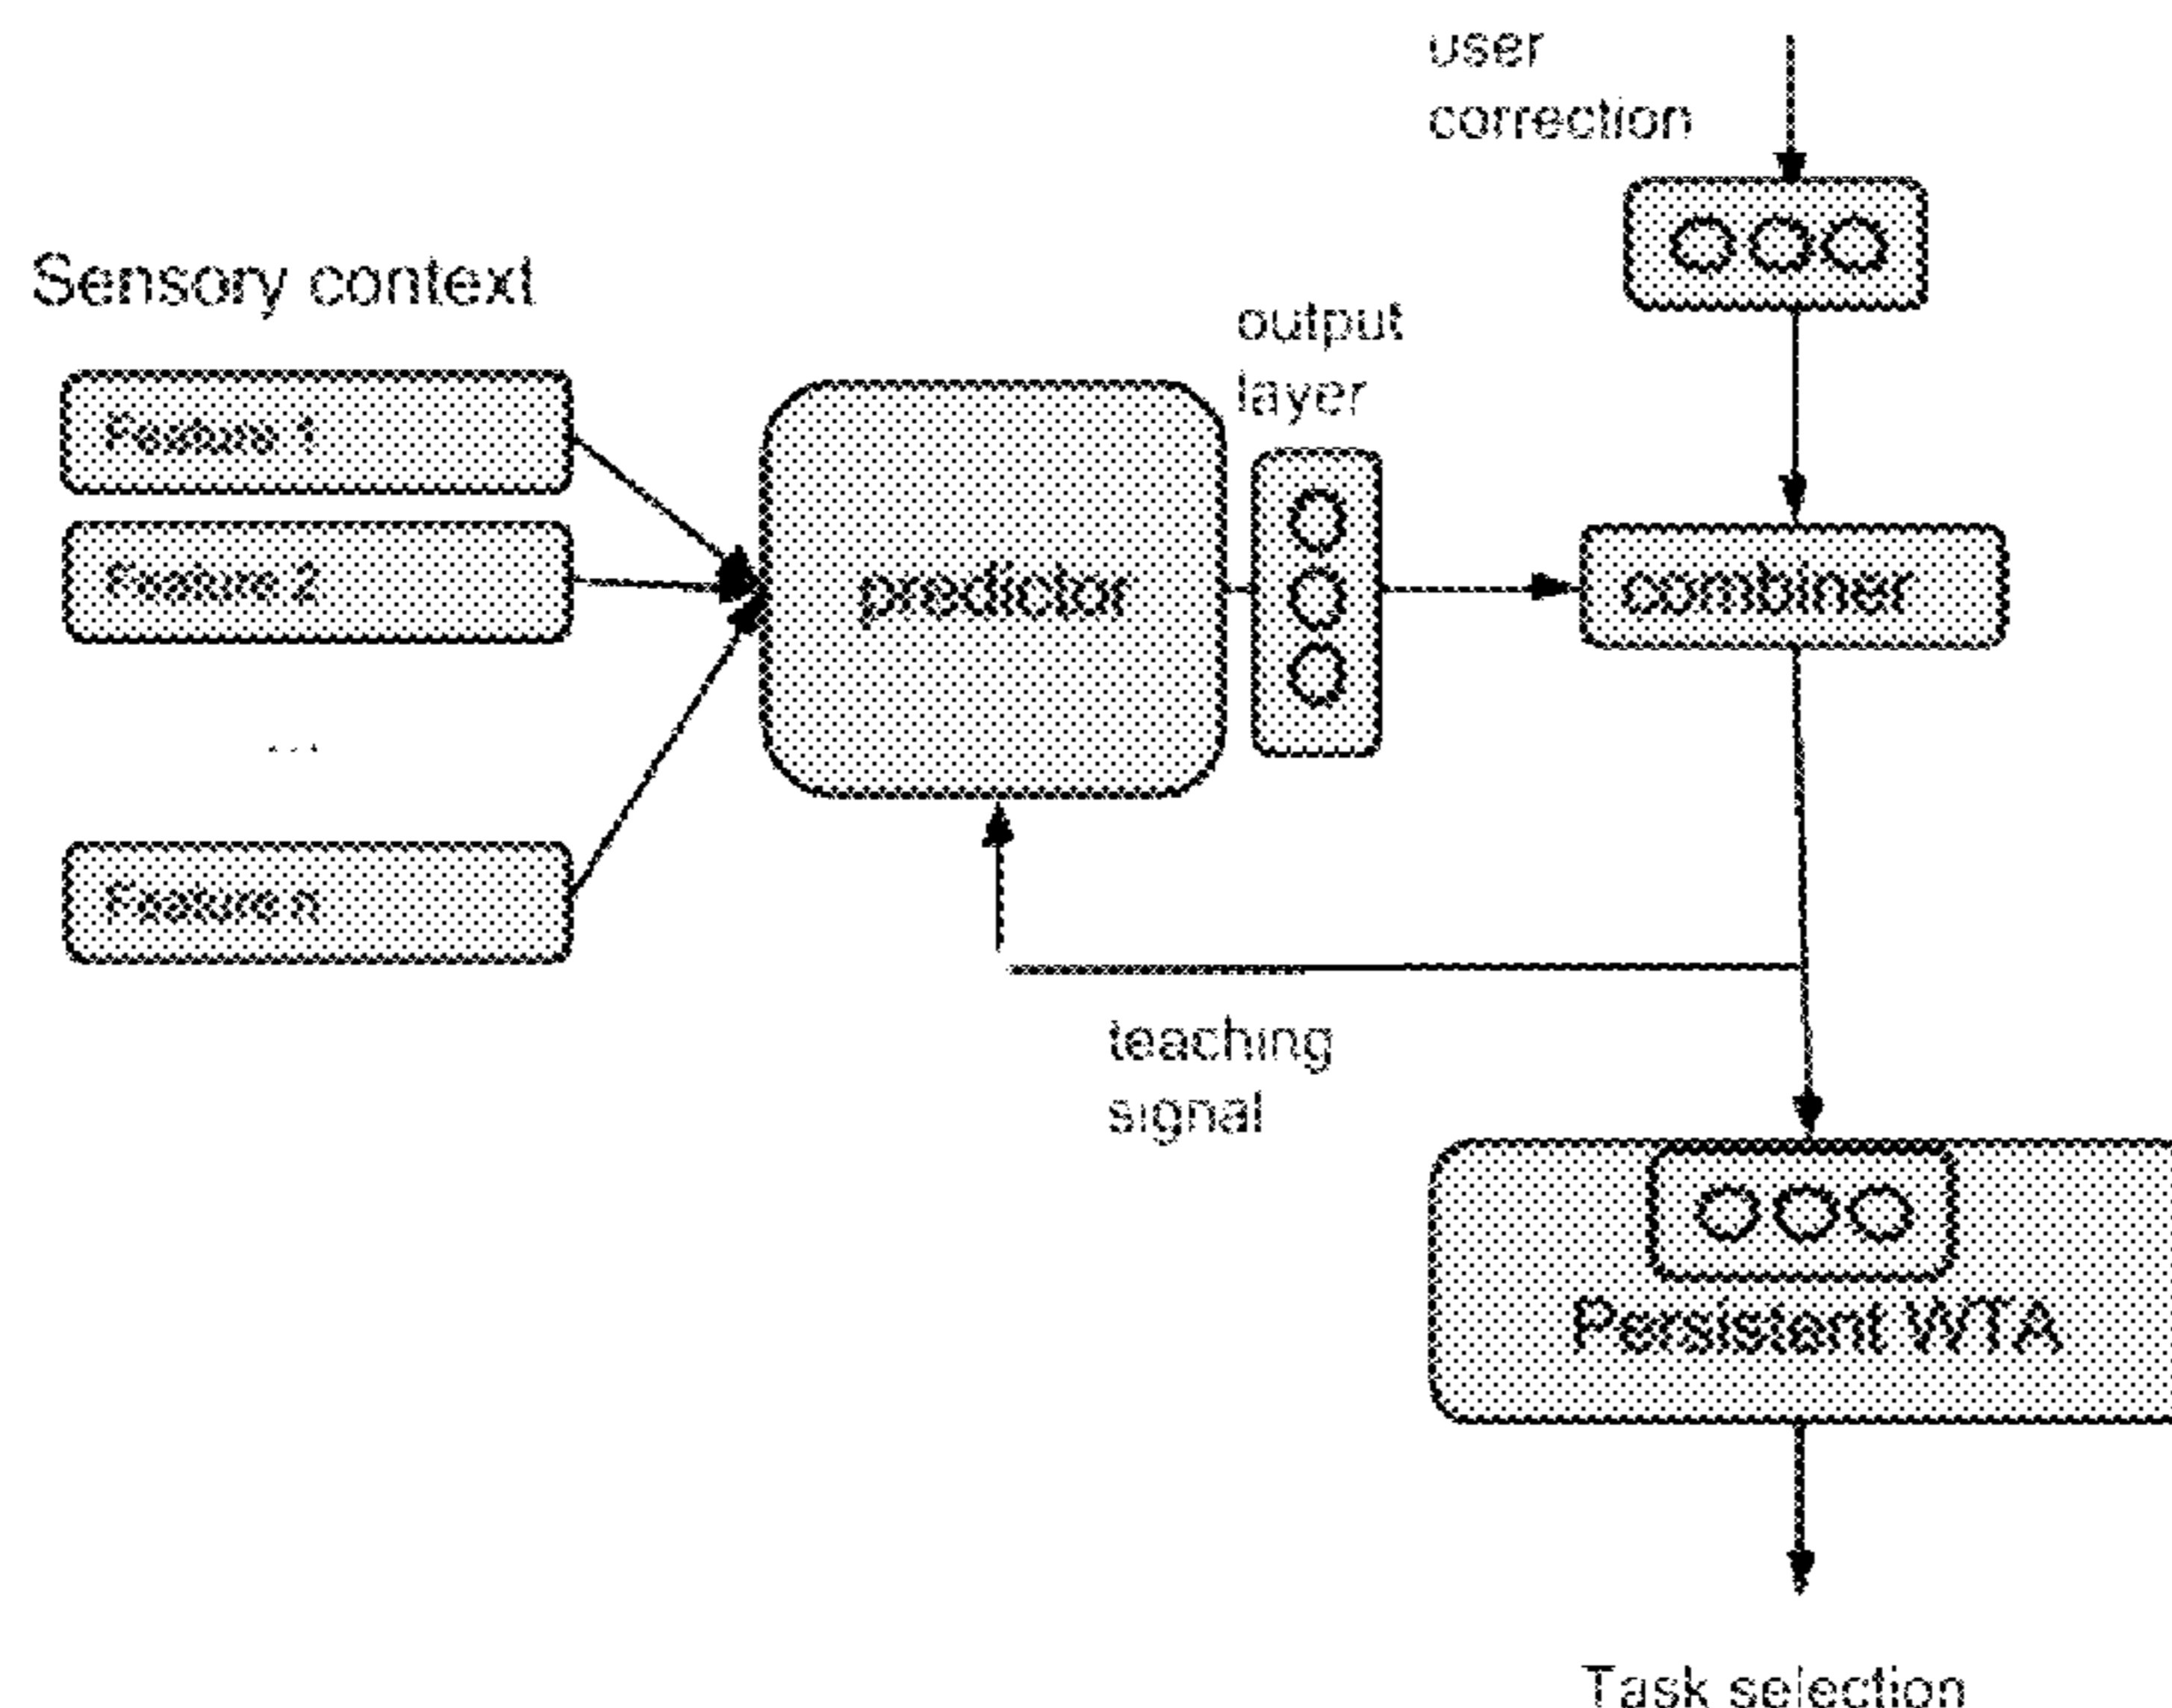 user
correction
Sensory context
output
layer
Feature 1
Feature 2
predictor
combiner
...
Feature n
teaching
signal
Persistent WTA
Task selection